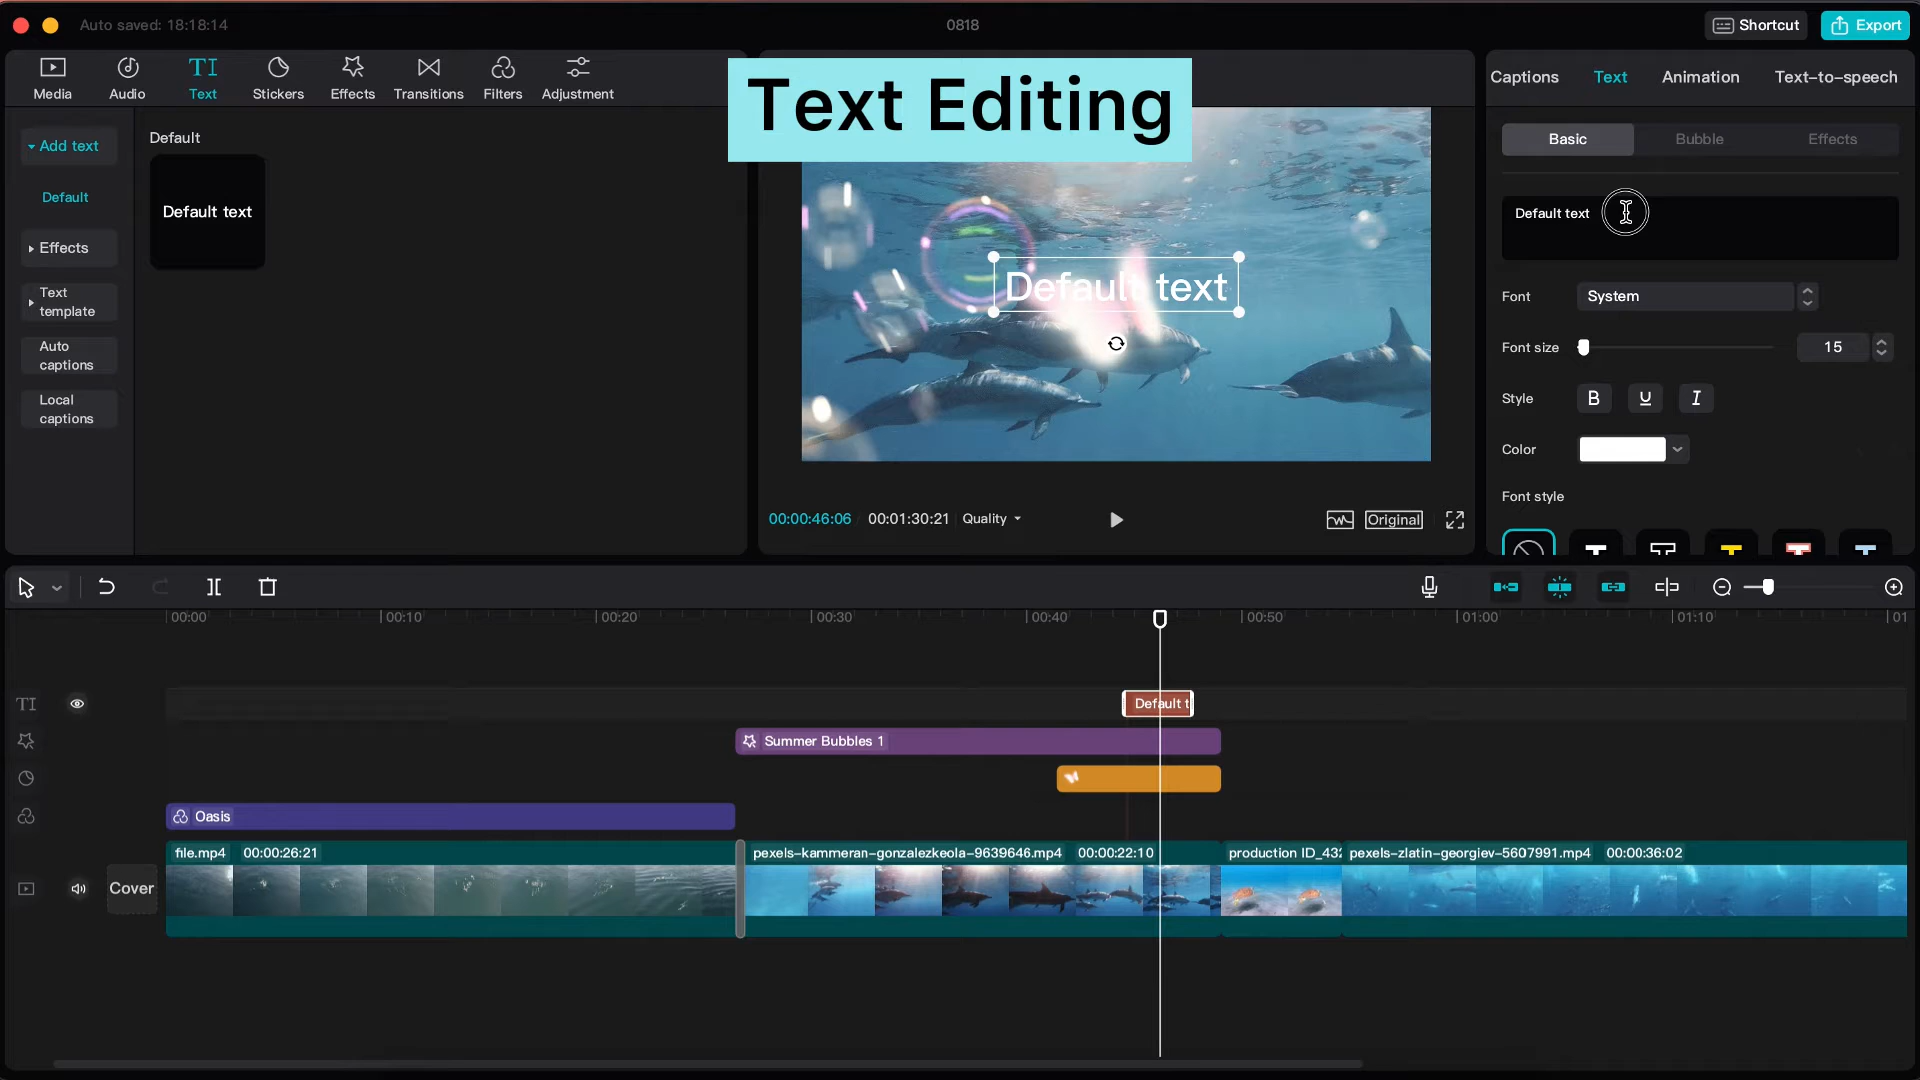 Auto saved: 18:18:14
0818
Shortcut
Export
Media
Audio
TI
Text
Stickers
Effects
Transitions
Filters
Adjustment
Text Editing
Captions
Text
Animation
Text-to-speech
Add text
Default
Effects
Text
template
Auto
captions
Local
captions
Default
Default text
Default text
00:00:46:06
00:01:30:21
Quality
Original
Basic
Bubble
Effects
Default text
Font
System
Font size
15
Style
B
U
I
Color
Font style
T
T
T
T
T
00:00
00:10
00:20
00:30
00:40
00:50
01:00
01:10
01
TI
Default t
Summer Bubbles 1
Oasis
file.mp4 00:00:26:21
pexels-kammeran-gonzalezkeola-9639646.mp4 00:00:22:10
production ID_432
pexels-zlatin-georgiev-5607991.mp4 00:00:36:02
Cover